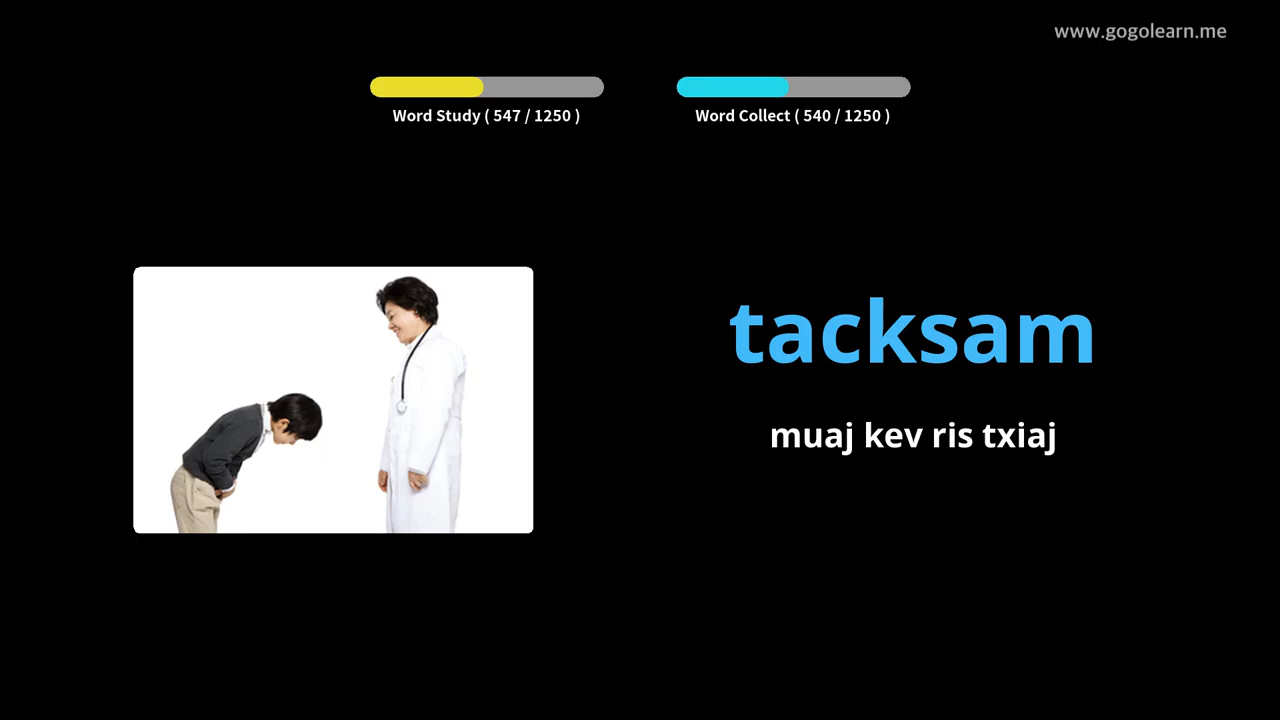 www.gogolearn.me
Word Study ( 547 / 1250 )
Word Collect ( 540 / 1250 )
tacksam
muaj kev ris txiaj